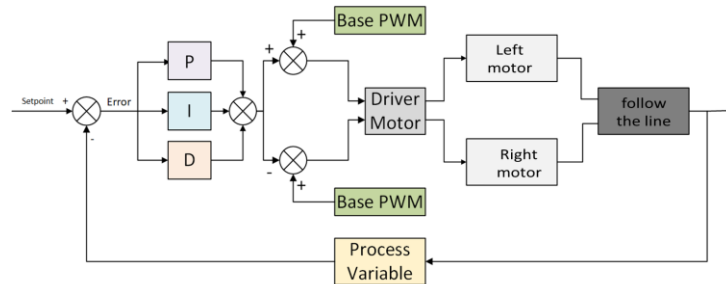 Base PWM
+
+
-
P
Left
motor
Setpoint
+
Error
I
Driver
Motor
follow
the line
-
D
-
+
Right
motor
Base PWM
Process
Variable